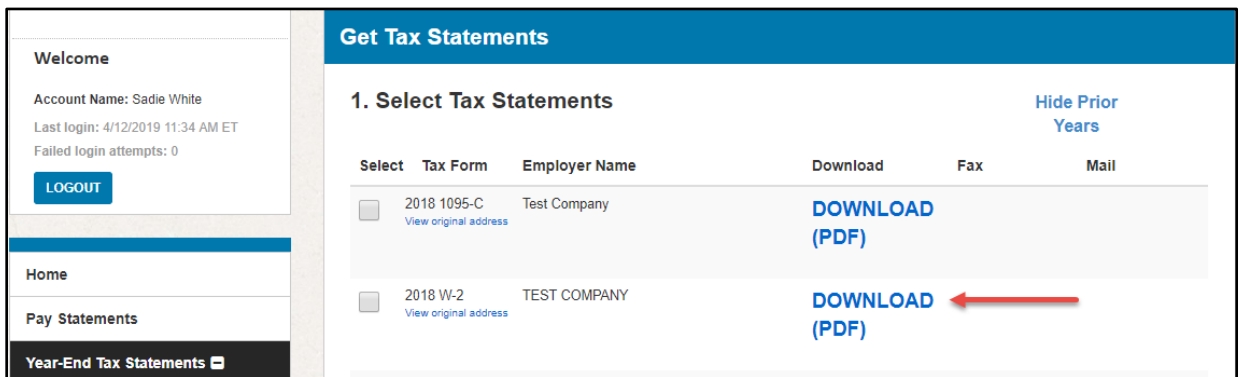 Welcome
Account Name: Sadie White
Last login: 4/12/2019 11:34 AM ET
Failed login attempts: 0
LOGOUT
Home
Pay Statements
Year-End Tax Statements
Get Tax Statements
1. Select Tax Statements
Hide Prior
Years
Select Tax Form Employer Name Download Fax Mail
2018 1095-C Test Company DOWNLOAD
View original address
(PDF)
2018 W-2 TEST COMPANY DOWNLOAD
View original address
(PDF)